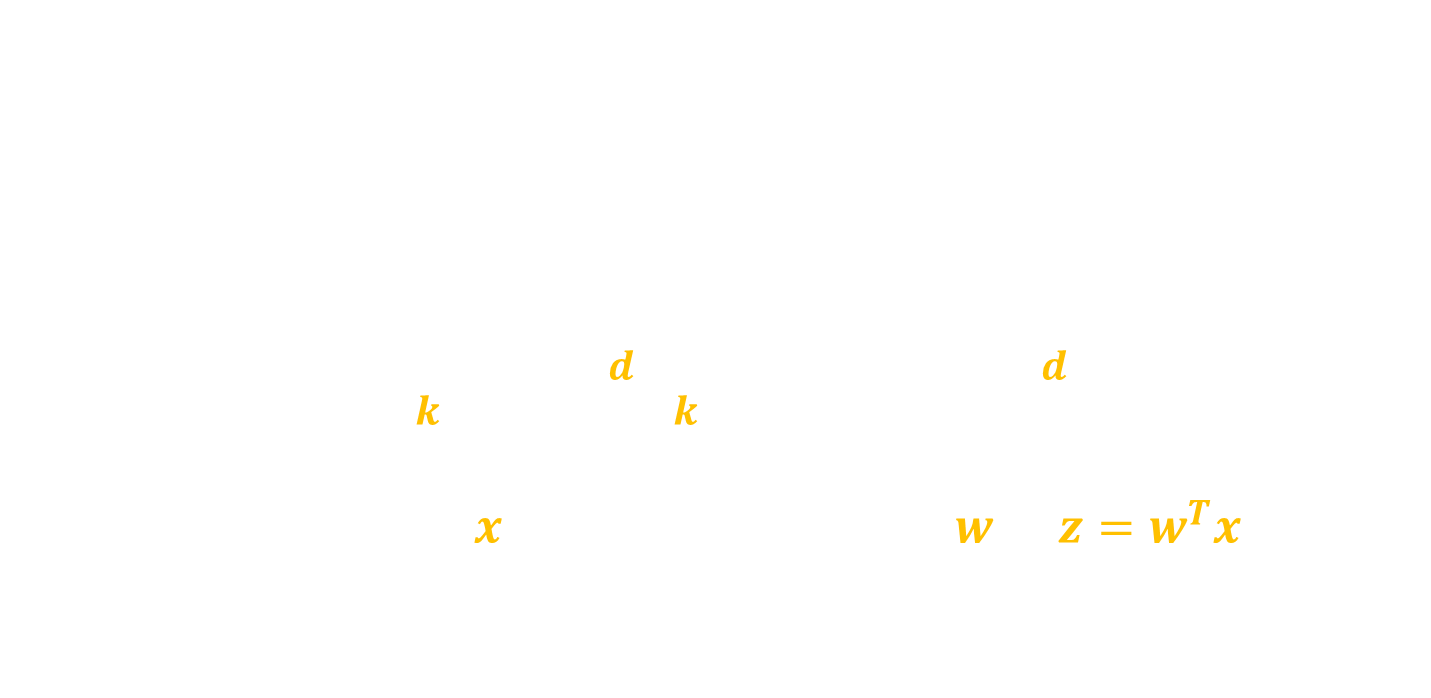 d d
k k
x w z = w^T x